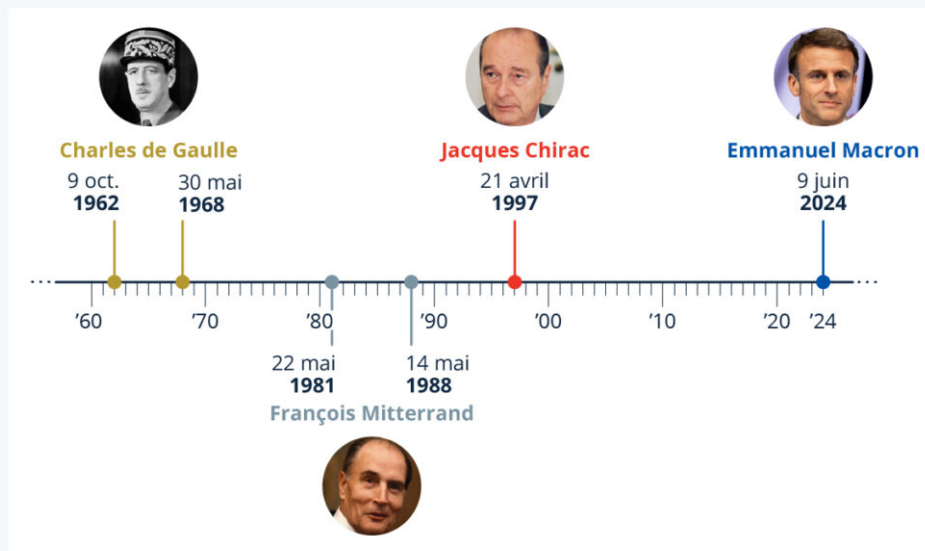 Charles de Gaulle
9 oct.
1962
30 mai
1968
Jacques Chirac
21 avril
1997
Emmanuel Macron
9 juin
2024
’60
’70
’80
’90
’00
’10
’20
’24
22 mai
1981
14 mai
1988
François Mitterrand